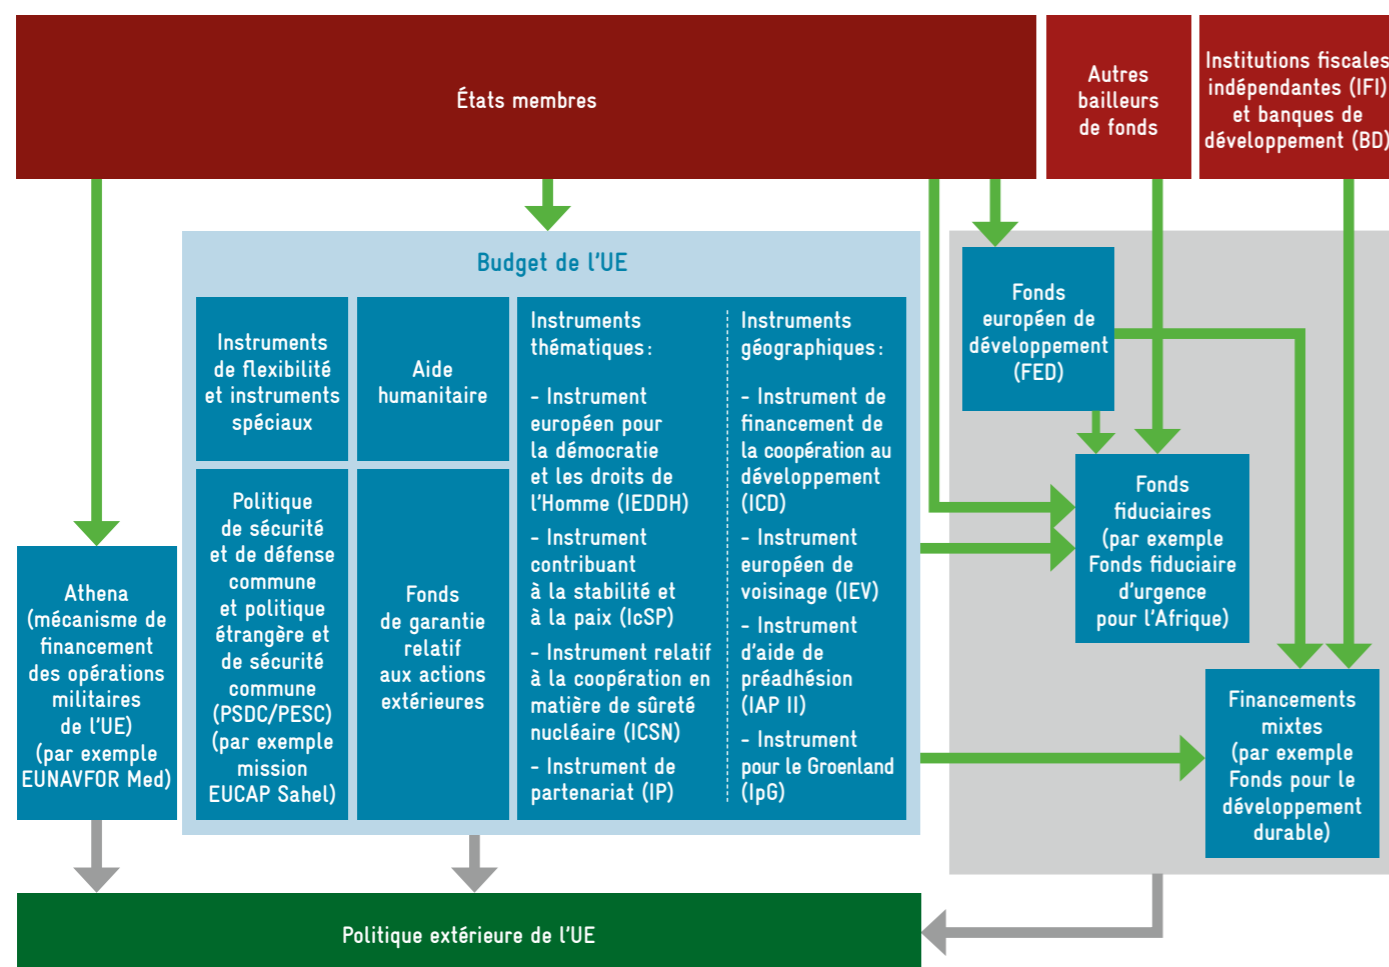 États membres
Autres
bailleurs
de fonds
Institutions fiscales
indépendantes (IFI)
et banques de
développement (BD)
Budget de l'UE
Instruments
de flexibilité
et instruments
spéciaux
Aide
humanitaire
Politique
de sécurité
et de défense
commune
et politique
étrangère et
de sécurité
commune
(PSDC/PESC)
(par exemple
mission
EUCAP Sahel)
Fonds
de garantie
relatif
aux actions
extérieures
Instruments
thématiques :
- Instrument
européen pour
la démocratie
et les droits de
l'Homme (IEDDH)
- Instrument
contribuant
à la stabilité et
à la paix (IcSP)
- Instrument relatif
à la coopération en
matière de sûreté
nucléaire (ICSN)
- Instrument de
partenariat (IP)
Instruments
géographiques :
- Instrument de
financement de
la coopération au
développement
(ICD)
- Instrument
européen de
voisinage (IEV)
- Instrument
d'aide de
préadhésion
(IAP II)
- Instrument
pour le Groenland
(IpG)
Athena
(mécanisme de
financement
des opérations
militaires
de l'UE)
(par exemple
EUNAVFOR Med)
Fonds
européen de
développement
(FED)
Fonds
fiduciaires
(par exemple
Fonds fiduciaire
d'urgence
pour l'Afrique)
Financements
mixtes
(par exemple
Fonds pour le
développement
durable)
Politique extérieure de l'UE